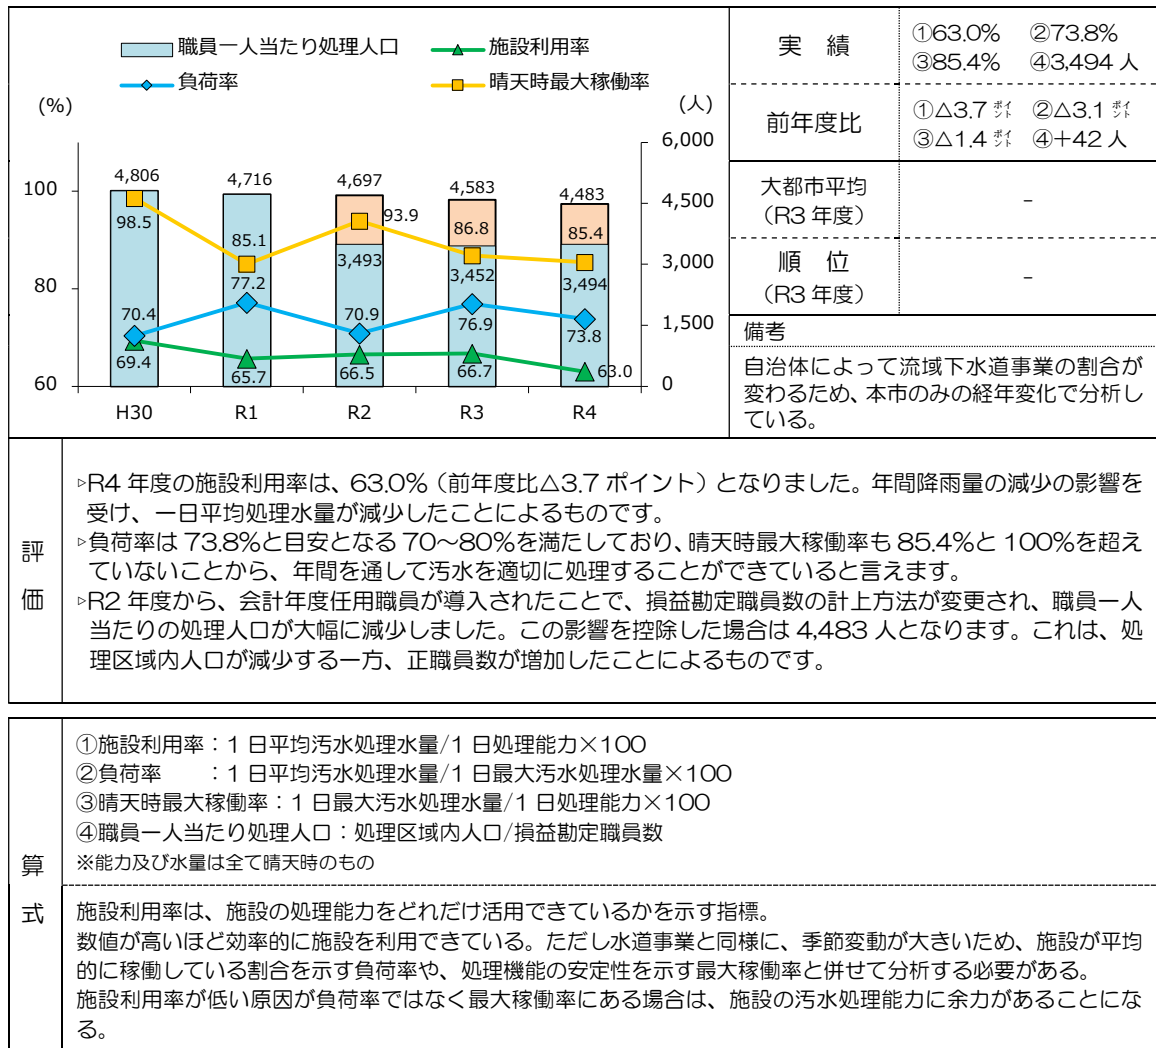 職員一人当たり処理人口
施設利用率
負荷率
晴天時最大稼働率
(%)
(人)
100
80
60
6,000
4,500
3,000
1,500
0
4,806
4,716
4,697
4,583
4,483
98.5
85.1
93.9
86.8
85.4
3,493
3,452
3,494
70.4
77.2
70.9
76.9
73.8
69.4
65.7
66.5
66.7
63.0
H30
R1
R2
R3
R4
実 績
①63.0% ②73.8%
③85.4% ④3,494 人
前年度比
①△3.7 ポイント ②△3.1 ポイント
③△1.4 ポイント ④+42 人
大都市平均
(R3 年度)
-
順 位
(R3 年度)
-
備考
自治体によって流域下水道事業の割合が
変わるため、本市のみの経年変化で分析し
ている。
評
価
▹R4 年度の施設利用率は、63.0%(前年度比△3.7 ポイント)となりました。年間降雨量の減少の影響を
受け、一日平均処理水量が減少したことによるものです。
▹負荷率は 73.8%と目安となる 70~80%を満たしており、晴天時最大稼働率も 85.4%と 100%を超え
ていないことから、年間を通して汚水を適切に処理することができていると言えます。
▹R2 年度から、会計年度任用職員が導入されたことで、損益勘定職員数の計上方法が変更され、職員一人
当たりの処理人口が大幅に減少しました。この影響を控除した場合は 4,483 人となります。これは、処
理区域内人口が減少する一方、正職員数が増加したことによるものです。
算
式
①施設利用率:1 日平均汚水処理水量/1 日処理能力×100
②負荷率 :1 日平均汚水処理水量/1 日最大汚水処理水量×100
③晴天時最大稼働率:1 日最大汚水処理水量/1 日処理能力×100
④職員一人当たり処理人口:処理区域内人口/損益勘定職員数
※能力及び水量は全て晴天時のもの
施設利用率は、施設の処理能力をどれだけ活用できているかを示す指標。
数値が高いほど効率的に施設を利用できている。ただし水道事業と同様に、季節変動が大きいため、施設が平均
的に稼働している割合を示す負荷率や、処理機能の安定性を示す最大稼働率と併せて分析する必要がある。
施設利用率が低い原因が負荷率ではなく最大稼働率にある場合は、施設の汚水処理能力に余力があることにな
る。